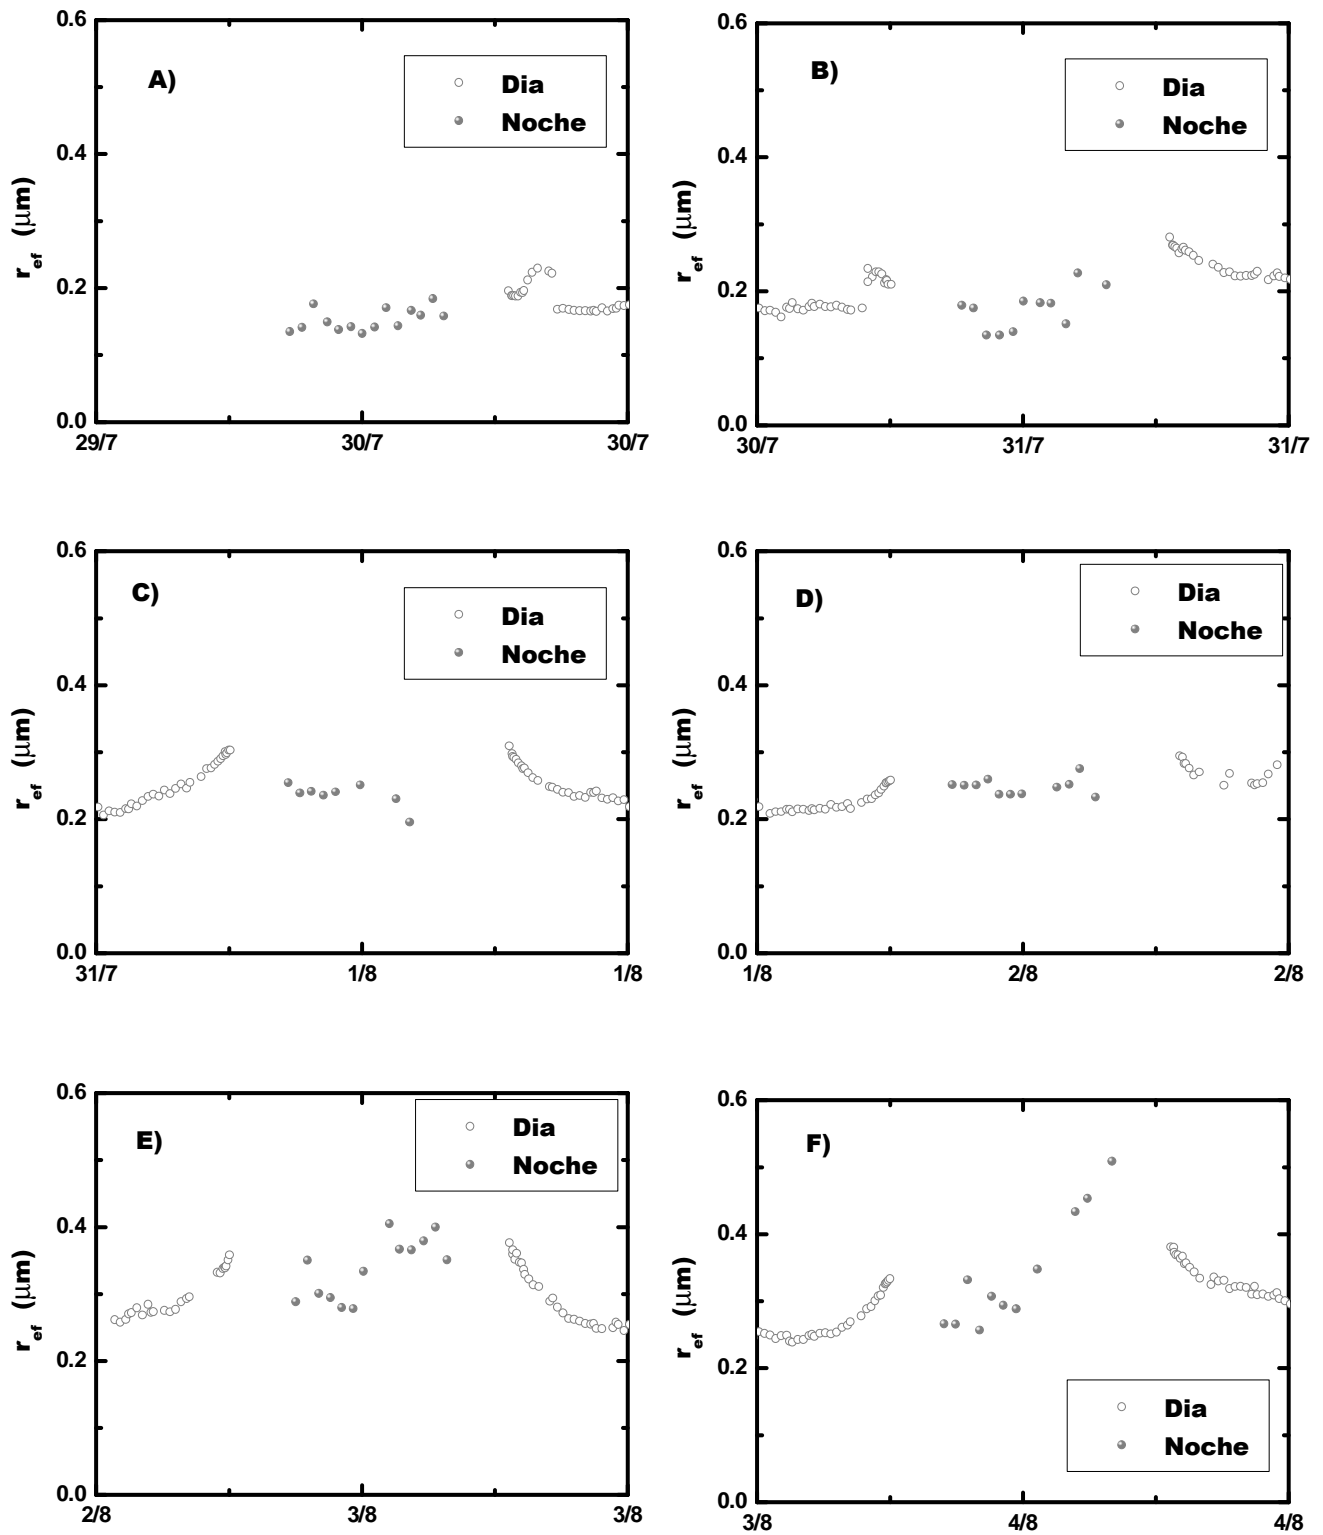 0.6
A)
Dia
Noche
0.4
r_ef (μm)
0.2
0.0
29/7 30/7 30/7
0.6
B)
Dia
Noche
0.4
r_ef (μm)
0.2
0.0
30/7 31/7 31/7
0.6
C)
Dia
Noche
0.4
r_ef (μm)
0.2
0.0
31/7 1/8 1/8
0.6
D)
Dia
Noche
0.4
r_ef (μm)
0.2
0.0
1/8 2/8 2/8
0.6
E)
Dia
Noche
0.4
r_ef (μm)
0.2
0.0
2/8 3/8 3/8
0.6
F)
0.4
r_ef (μm)
0.2
Dia
Noche
0.0
3/8 4/8 4/8